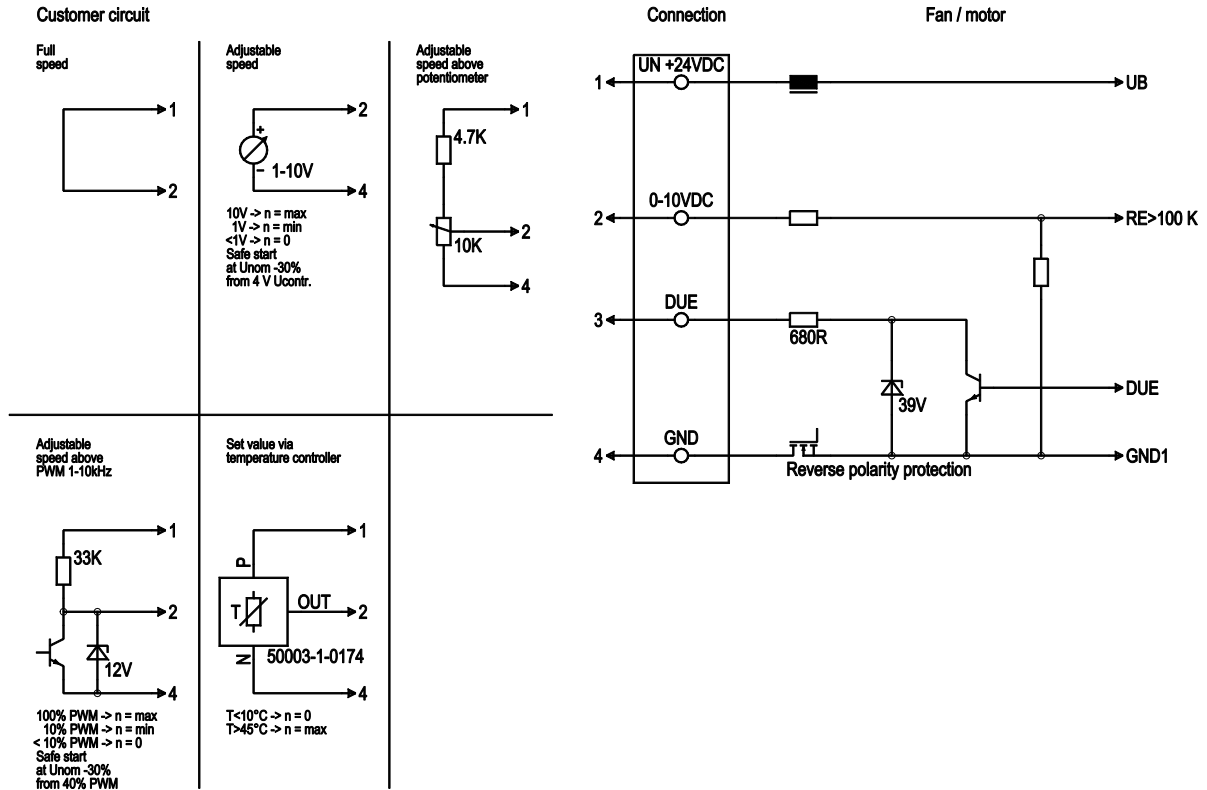 Customer circuit
Full
speed
1
2
Adjustable
speed
2
+
1-10V
–
4
10V -> n = max
1V -> n = min
<1V -> n = 0
Safe start
at Unom -30%
from 4 V Ucontr.
Adjustable
speed above
potentiometer
1
4.7K
2
10K
4
Adjustable
speed above
PWM 1-10kHz
1
33K
2
12V
4
100% PWM -> n = max
10% PWM -> n = min
< 10% PWM -> n = 0
Safe start
at Unom -30%
from 40% PWM
Set value via
temperature controller
1
P
T
OUT
2
N
50003-1-0174
4
T<10°C -> n = 0
T>45°C -> n = max
Connection
Fan / motor
UN +24VDC
1
UB
0-10VDC
2
RE>100 K
DUE
3
680R
39V
DUE
GND
4
GND1
Reverse polarity protection